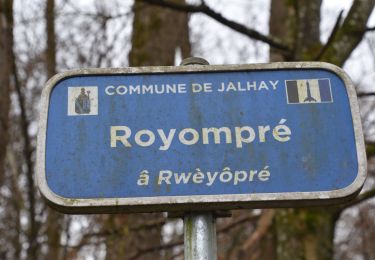 COMMUNE DE JALHAY
Royompré
â Rwèyôpré